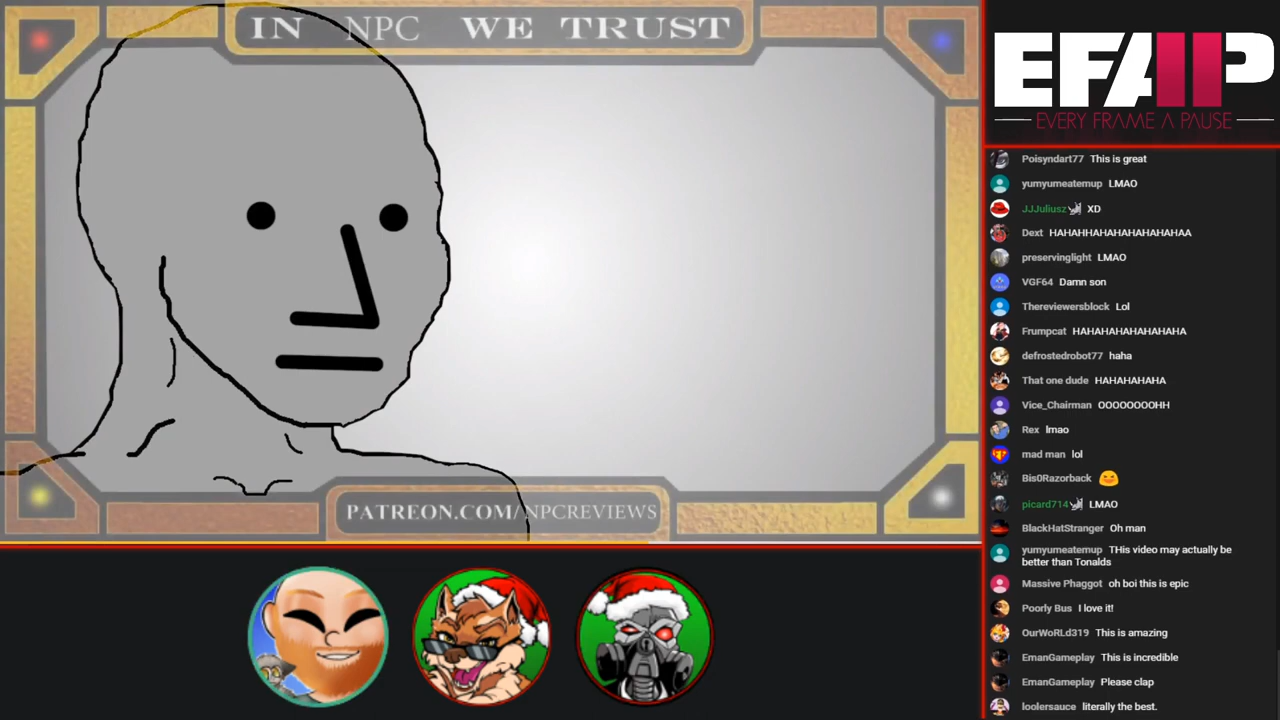 IN NPC WE TRUST
PATREON.COM/NPCREVIEWS
EFAP
EVERY FRAME A PAUSE
Poisyndart77 This is great
yumyumeatemup LMAO
JJJuliusz XD
Dext HAHAHHAHAHAHAHAHAHAA
preservinglight LMAO
VGF64 Damn son
Thereviewersblock Lol
Frumpcat HAHAHAHAHAHAHAHA
defrostedrobot77 haha
That one dude HAHAHAHAHA
Vice_Chairman OOOOOOOOHH
Rex lmao
mad man lol
Bis0Razorback
picard714 LMAO
BlackHatStranger Oh man
yumyumeatemup THis video may actually be
better than Tonalds
Massive Phaggot oh boi this is epic
Poorly Bus I love it!
OurWoRLd319 This is amazing
EmanGameplay This is incredible
EmanGameplay Please clap
loolersauce literally the best.